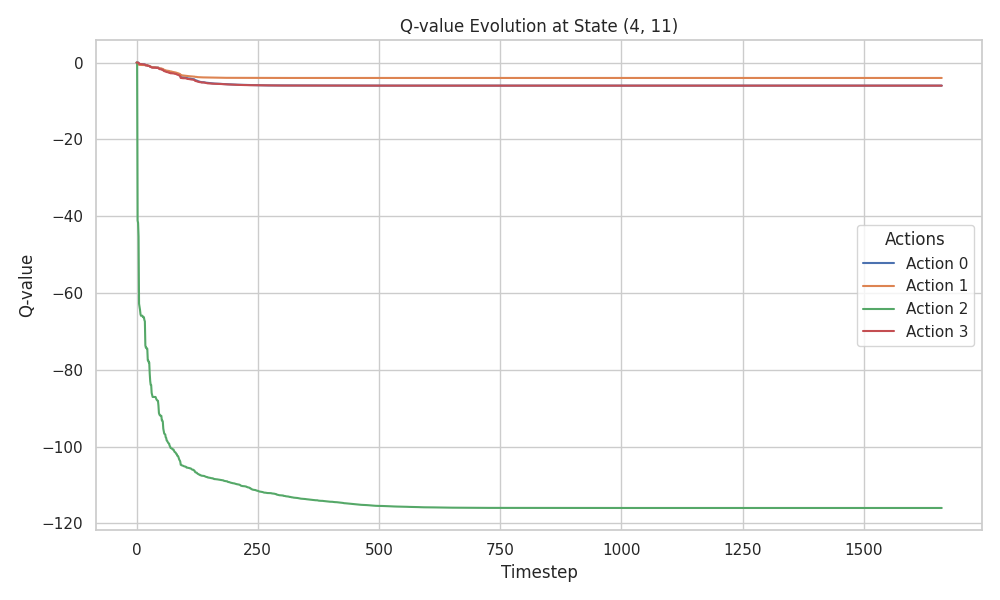 Q-value Evolution at State (4, 11)
0
−20
−40
−60
−80
−100
−120
Q-value
Actions
Action 0
Action 1
Action 2
Action 3
0 250 500 750 1000 1250 1500
Timestep